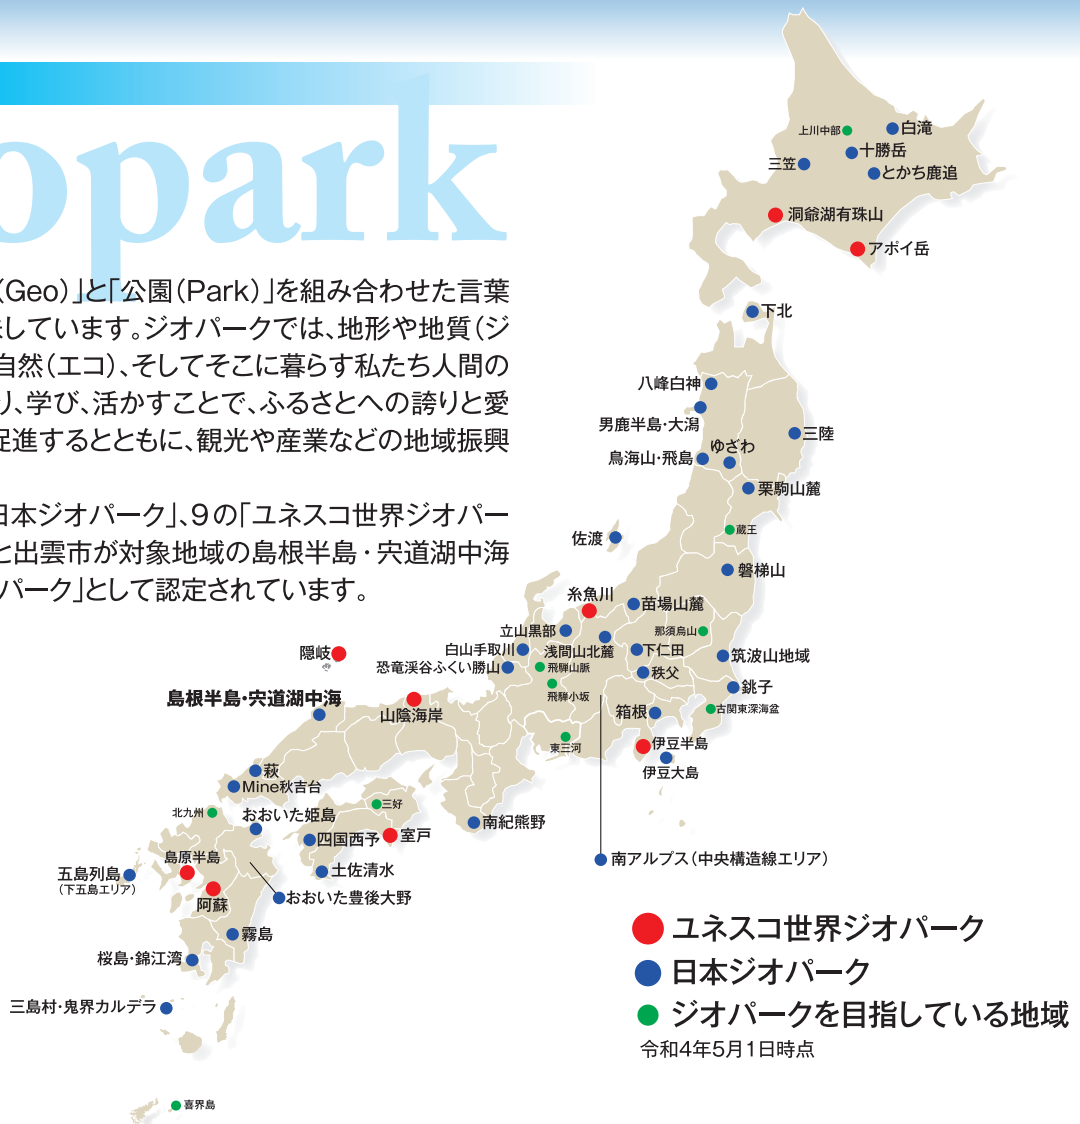 opark
（Geo）」と「公園（Park）」を組み合わせた言葉
しています。ジオパークでは、地形や地質（ジ
自然（エコ）、そしてそこに暮らす私たち人間の
り、学び、活かすことで、ふるさとへの誇りと愛
促進するとともに、観光や産業などの地域振興
日本ジオパーク」、9の「ユネスコ世界ジオパー
と出雲市が対象地域の島根半島・宍道湖中海
パーク」として認定されています。
上川中部
白滝
十勝岳
三笠
とかち鹿追
洞爺湖有珠山
アポイ岳
下北
八峰白神
男鹿半島・大潟
三陸
ゆざわ
鳥海山・飛島
栗駒山麓
蔵王
佐渡
磐梯山
糸魚川
苗場山麓
立山黒部
那須烏山
白山手取川
浅間山北麓
下仁田
筑波山地域
隠岐
恐竜渓谷ふくい勝山
飛騨山脈
秩父
飛騨小坂
銚子
島根半島・宍道湖中海
山陰海岸
箱根
古関東深海盆
東三河
伊豆半島
伊豆大島
萩
Mine秋吉台
北九州
おおいた姫島
三好
南紀熊野
四国西予
室戸
島原半島
南アルプス（中央構造線エリア）
五島列島
（下五島エリア）
土佐清水
阿蘇
おおいた豊後大野
霧島
桜島・錦江湾
三島村・鬼界カルデラ
喜界島
ユネスコ世界ジオパーク
日本ジオパーク
ジオパークを目指している地域
令和4年5月1日時点